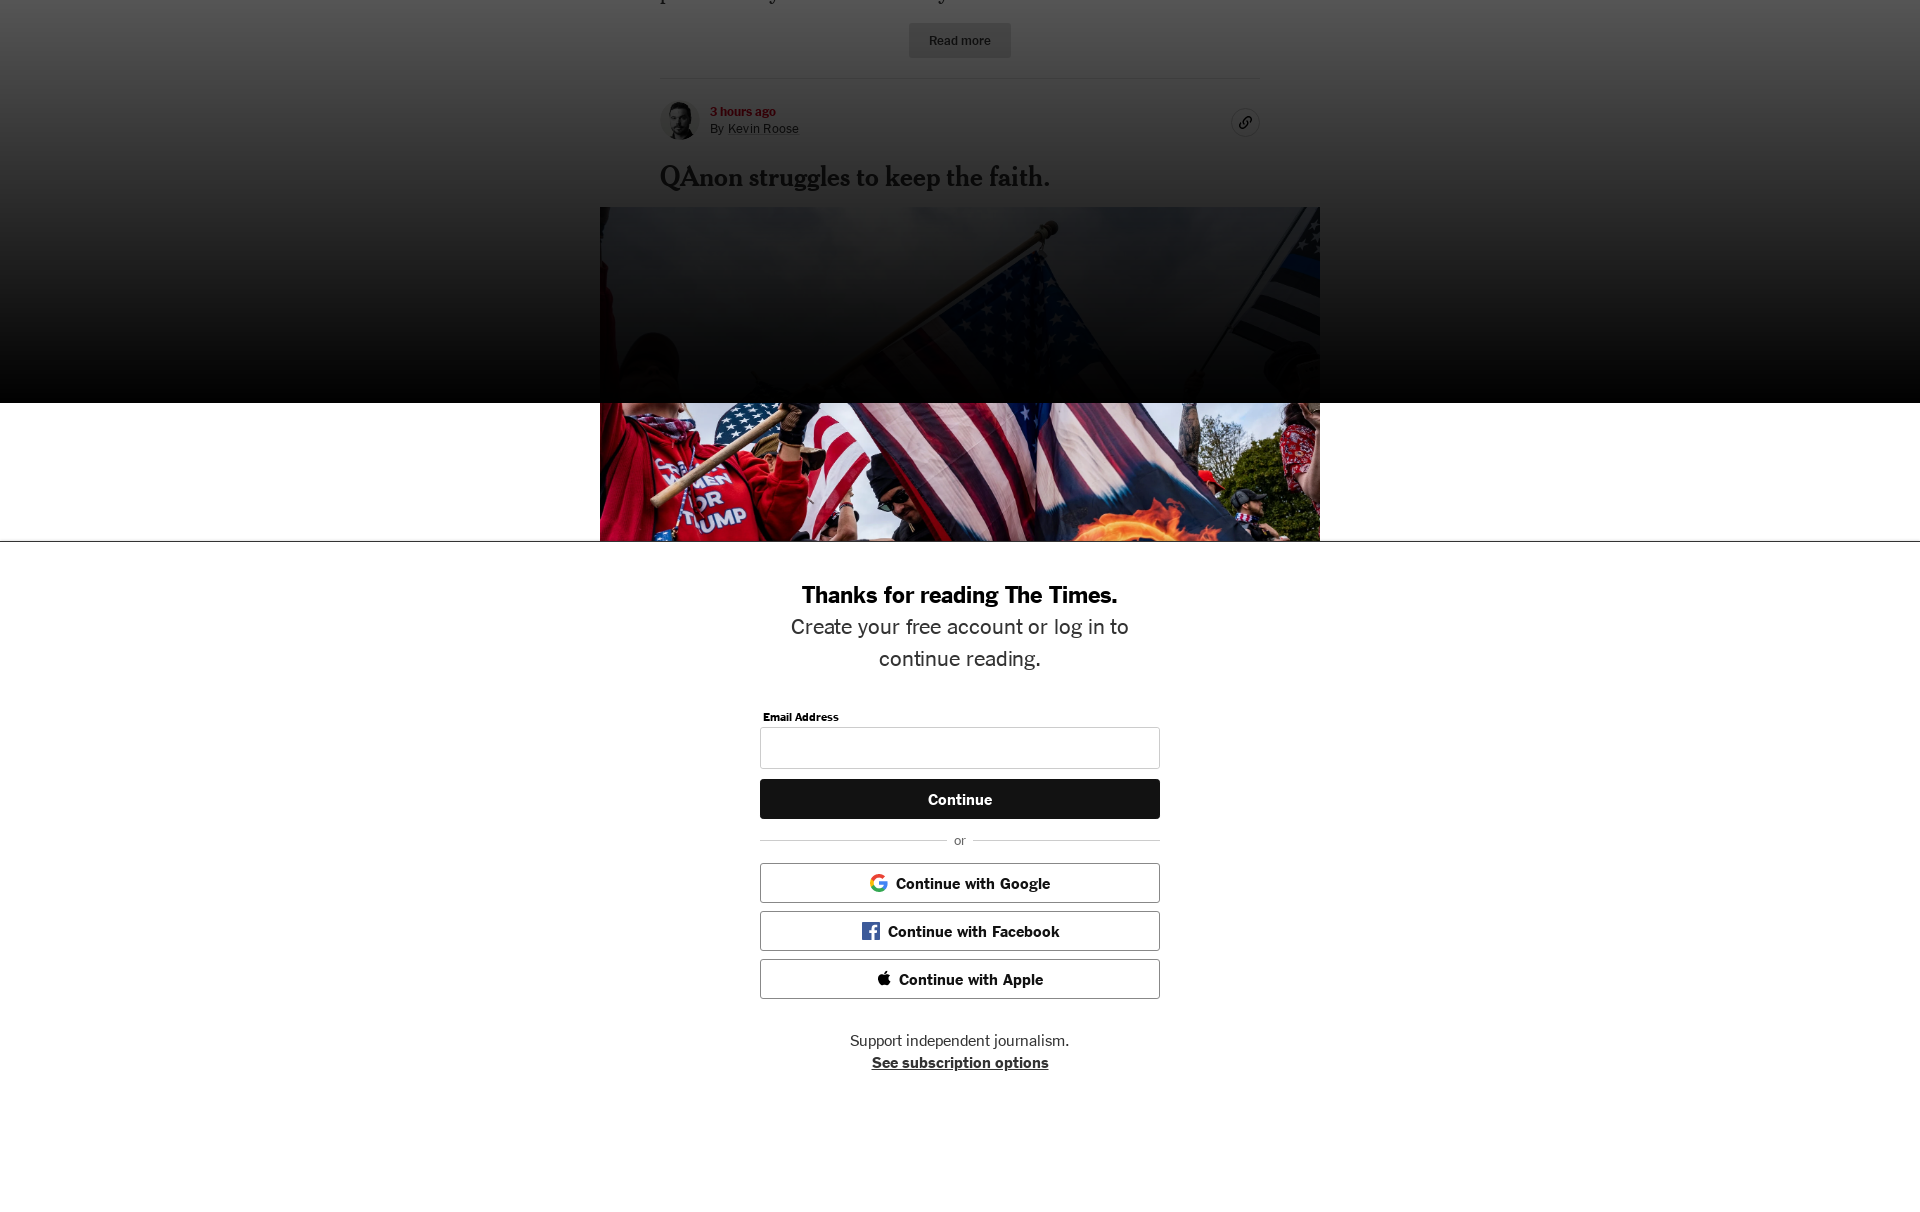 Read more
3 hours ago
By Kevin Roose
QAnon struggles to keep the faith.
WOMEN
FOR
TRUMP
Thanks for reading The Times.
Create your free account or log in to
continue reading.
Email Address
Continue
or
Continue with Google
Continue with Facebook
Continue with Apple
Support independent journalism.
See subscription options